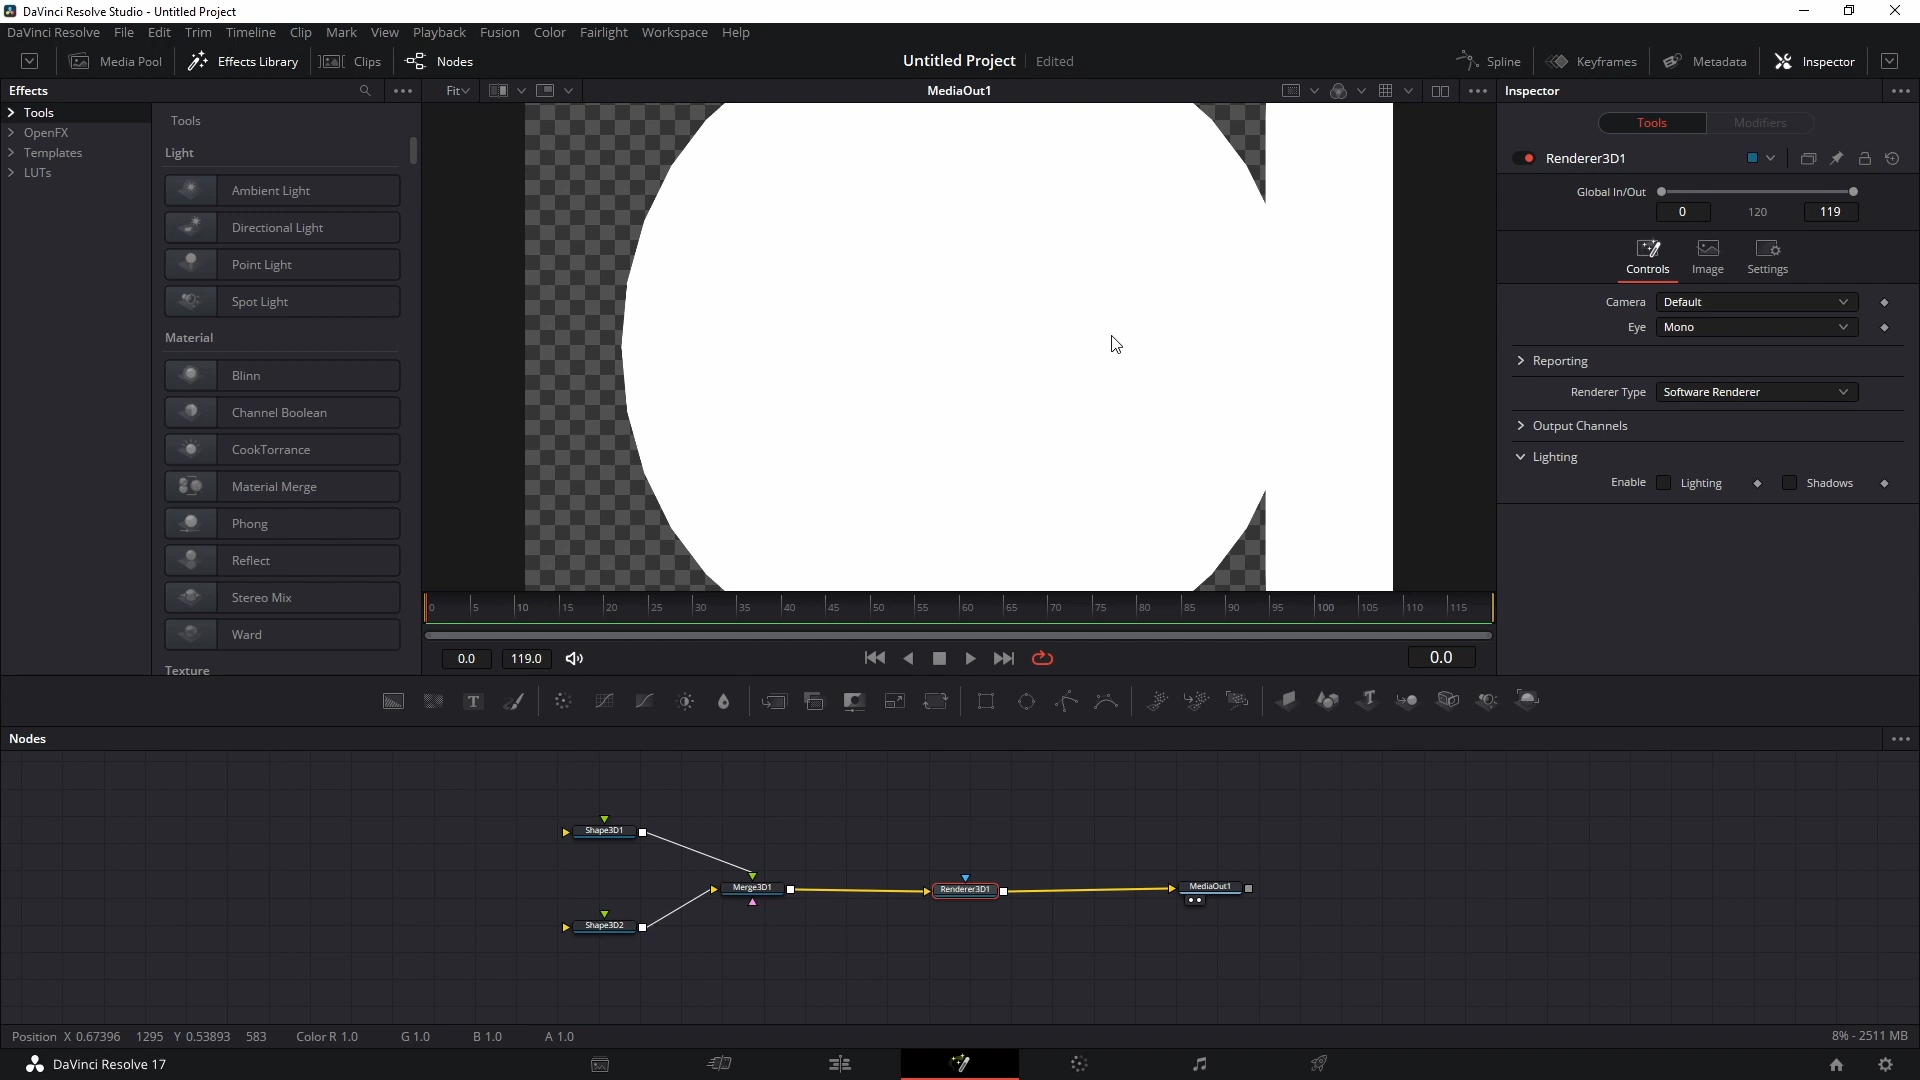 DaVinci Resolve Studio - Untitled Project
DaVinci Resolve File Edit Trim Timeline Clip Mark View Playback Fusion Color Fairlight Workspace Help
Media Pool Effects Library Clips Nodes Untitled Project Edited Spline Keyframes Metadata Inspector
Effects Fit MediaOut1 Inspector
Tools
OpenFX
Templates
LUTs
Tools
Light
Ambient Light
Directional Light
Point Light
Spot Light
Material
Blinn
Channel Boolean
CookTorrance
Material Merge
Phong
Reflect
Stereo Mix
Ward
Texture
Tools Modifiers
Renderer3D1
Global In/Out
0 120 119
Controls Image Settings
Camera Default
Eye Mono
Reporting
Renderer Type Software Renderer
Output Channels
Lighting
Enable Lighting Shadows
0 5 10 15 20 25 30 35 40 45 50 55 60 65 70 75 80 85 90 95 100 105 110 115
0.0 119.0 0.0
Nodes
Shape3D1
Merge3D1 Renderer3D1 MediaOut1
Shape3D2
Position X 0.67396 1295 Y 0.53893 583 Color R 1.0 G 1.0 B 1.0 A 1.0 8% - 2511 MB
DaVinci Resolve 17